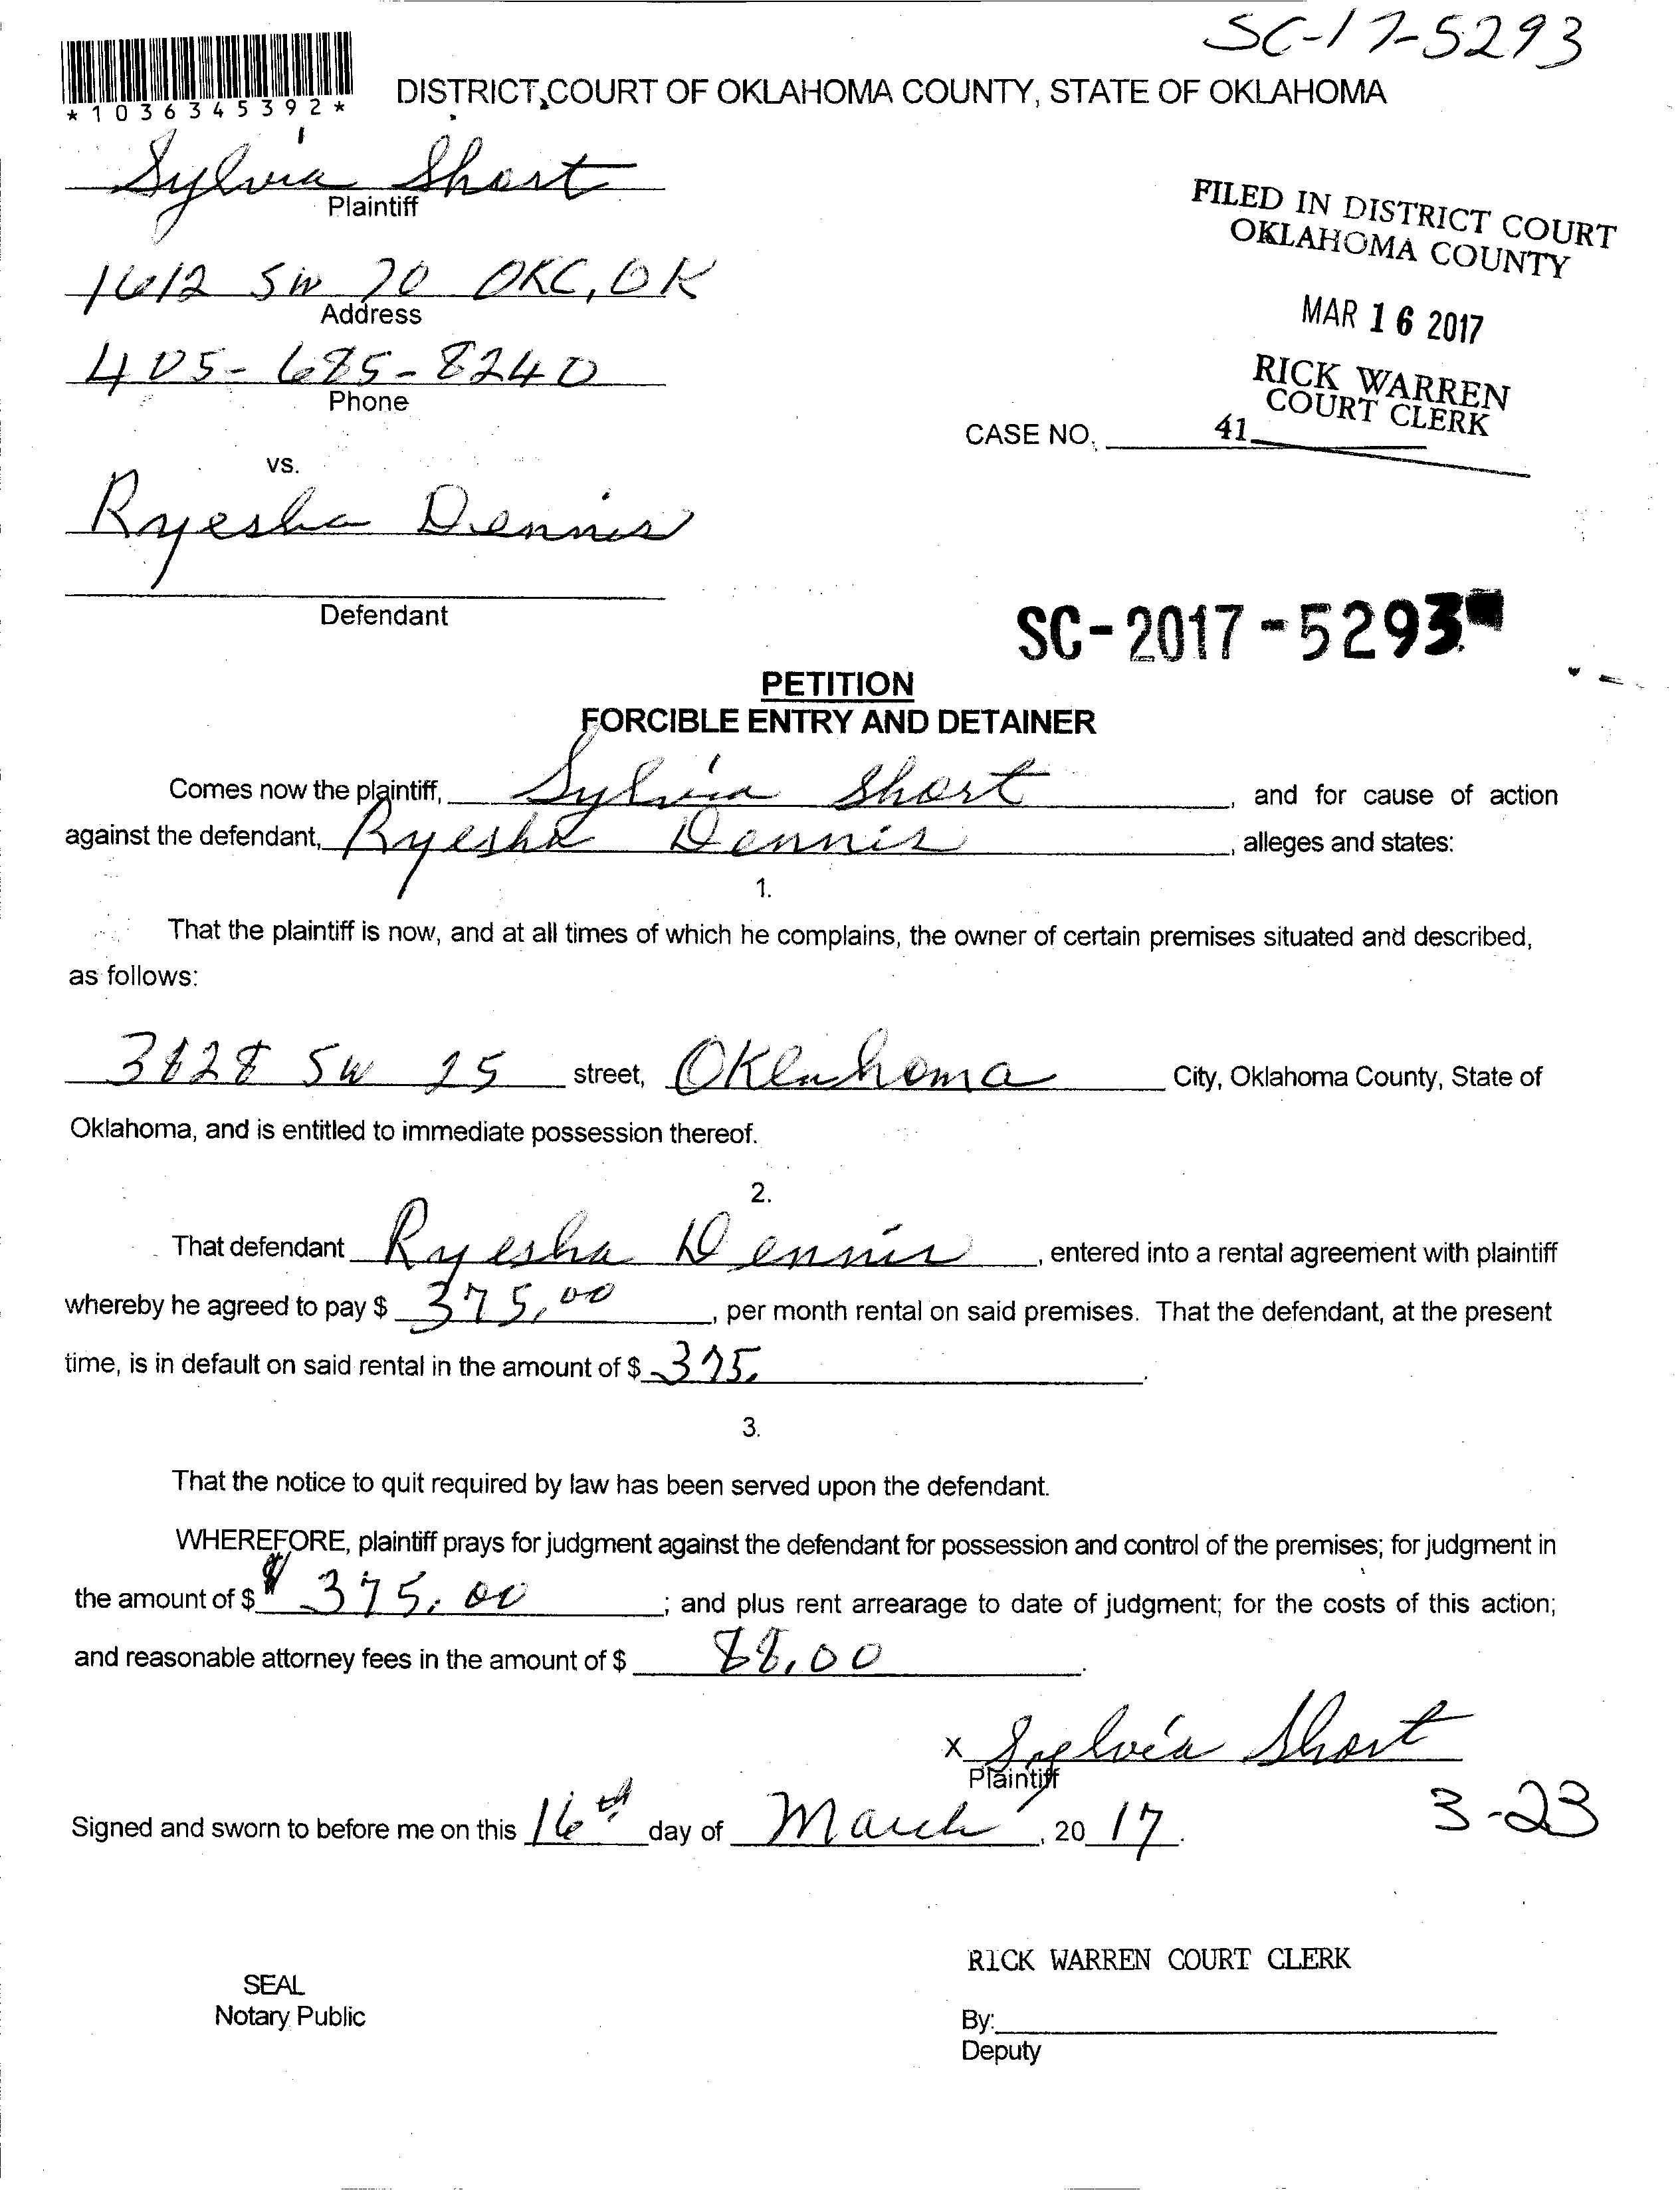 SC-17-5293
*1036345392*
DISTRICT COURT OF OKLAHOMA COUNTY, STATE OF OKLAHOMA
Sylvia Short
Plaintiff
FILED IN DISTRICT COURT
OKLAHOMA COUNTY
1612 SW 70 OKC, OK
Address
MAR 16 2017
405-685-8240
Phone
RICK WARREN
COURT CLERK
CASE NO. 41
vs.
Ryesha Dennis
Defendant
SC-2017-5293
PETITION
FORCIBLE ENTRY AND DETAINER
Comes now the plaintiff, Sylvia Short, and for cause of action
against the defendant, Ryesha Dennis, alleges and states:
1.
That the plaintiff is now, and at all times of which he complains, the owner of certain premises situated and described,
as follows:
SW street, Oklahoma City, Oklahoma County, State of
Oklahoma, and is entitled to immediate possession thereof.
2.
That defendant Ryesha Dennis, entered into a rental agreement with plaintiff
whereby he agreed to pay $ 375.00, per month rental on said premises. That the defendant, at the present
time, is in default on said rental in the amount of $ 375.
3.
That the notice to quit required by law has been served upon the defendant.
WHEREFORE, plaintiff prays for judgment against the defendant for possession and control of the premises; for judgment in
the amount of $ $ 375.00; and plus rent arrearage to date of judgment; for the costs of this action;
and reasonable attorney fees in the amount of $ 88.00.
x Sylvia Short
Plaintiff
3-23
Signed and sworn to before me on this 16th day of March, 2017.
RICK WARREN COURT CLERK
SEAL
Notary Public
By:
Deputy